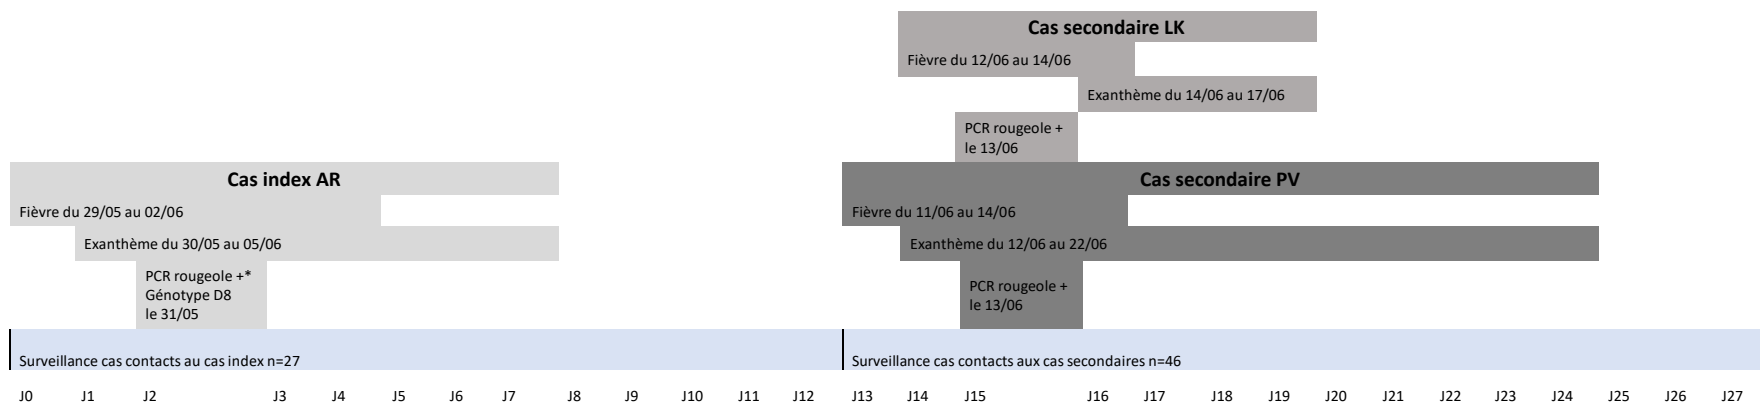 Cas secondaire LK
Fièvre du 12/06 au 14/06
Exanthème du 14/06 au 17/06
PCR rougeole +
le 13/06
Cas index AR
Fièvre du 29/05 au 02/06
Exanthème du 30/05 au 05/06
PCR rougeole +*
Génotype D8
le 31/05
Cas secondaire PV
Fièvre du 11/06 au 14/06
Exanthème du 12/06 au 22/06
PCR rougeole +
le 13/06
Surveillance cas contacts au cas index n=27
Surveillance cas contacts aux cas secondaires n=46
J0 J1 J2 J3 J4 J5 J6 J7 J8 J9 J10 J11 J12 J13 J14 J15 J16 J17 J18 J19 J20 J21 J22 J23 J24 J25 J26 J27